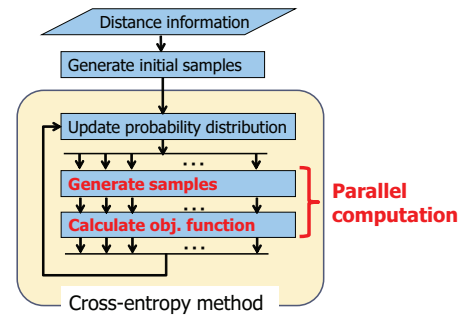 Distance information
Generate initial samples
Update probability distribution
...
Generate samples
...
Calculate obj. function
...
Parallel
computation
Cross-entropy method